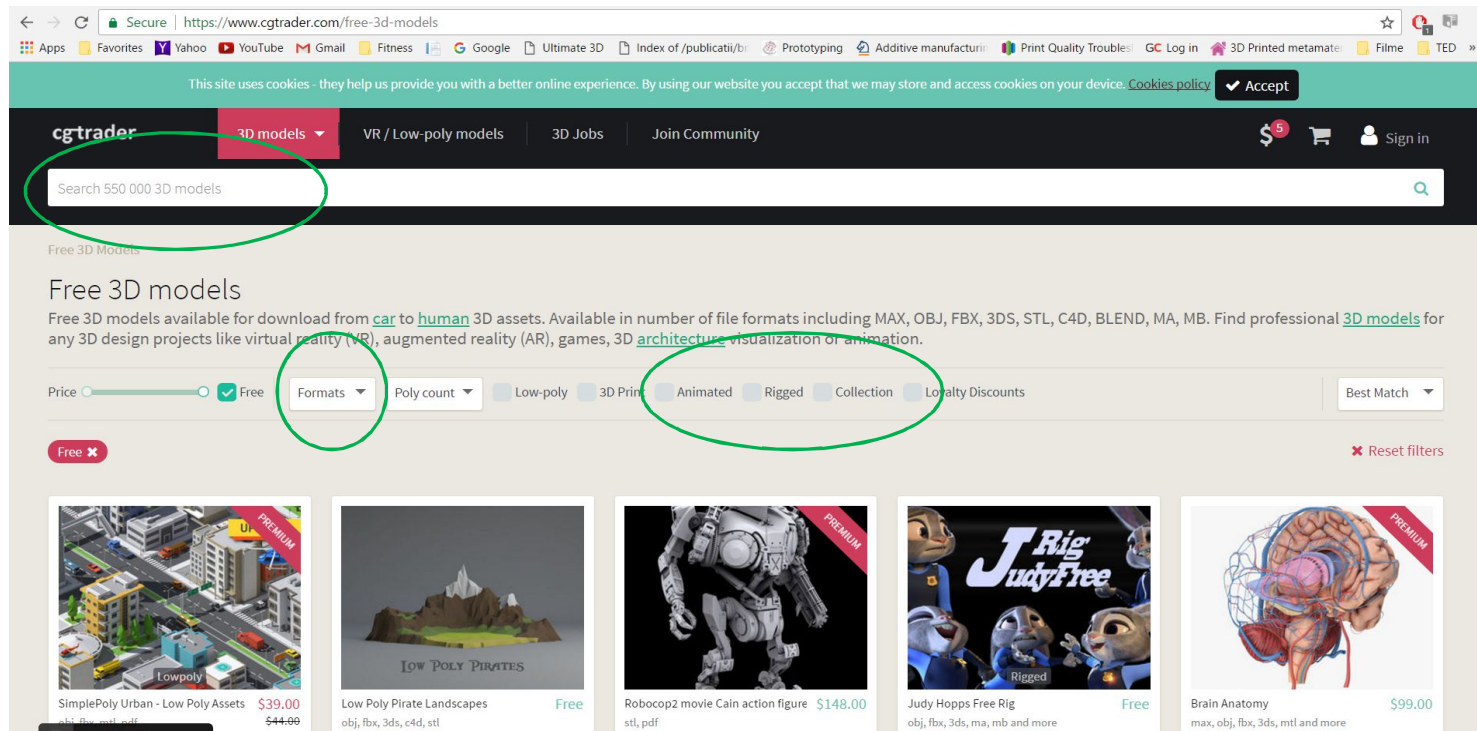 Secure | https://www.cgtrader.com/free-3d-models
Apps Favorites Yahoo YouTube Gmail Fitness Google Ultimate 3D Index of /publicatii/br Prototyping Additive manufacturin Print Quality Troubles GC Log in 3D Printed metamate Filme TED »
This site uses cookies - they help us provide you with a better online experience. By using our website you accept that we may store and access cookies on your device. Cookies policy Accept
cgtrader 3D models VR / Low-poly models 3D Jobs Join Community $ 5 Sign in
Search 550 000 3D models
Free 3D Models
Free 3D models
Free 3D models available for download from car to human 3D assets. Available in number of file formats including MAX, OBJ, FBX, 3DS, STL, C4D, BLEND, MA, MB. Find professional 3D models for
any 3D design projects like virtual reality (VR), augmented reality (AR), games, 3D architecture visualization or animation.
Price Free Formats Poly count Low-poly 3D Print Animated Rigged Collection Loyalty Discounts Best Match
Free Reset filters
PREMIUM
Lowpoly
SimplePoly Urban - Low Poly Assets $39.00
obj, fbx, mtl, pdf $44.00
LOW POLY PIRATES
Low Poly Pirate Landscapes Free
obj, fbx, 3ds, c4d, stl
PREMIUM
Robocop2 movie Cain action figure $148.00
stl, pdf
Rig
JudyFree
Rigged
Judy Hopps Free Rig Free
obj, fbx, 3ds, ma, mb and more
PREMIUM
Brain Anatomy $99.00
max, obj, fbx, 3ds, mtl and more